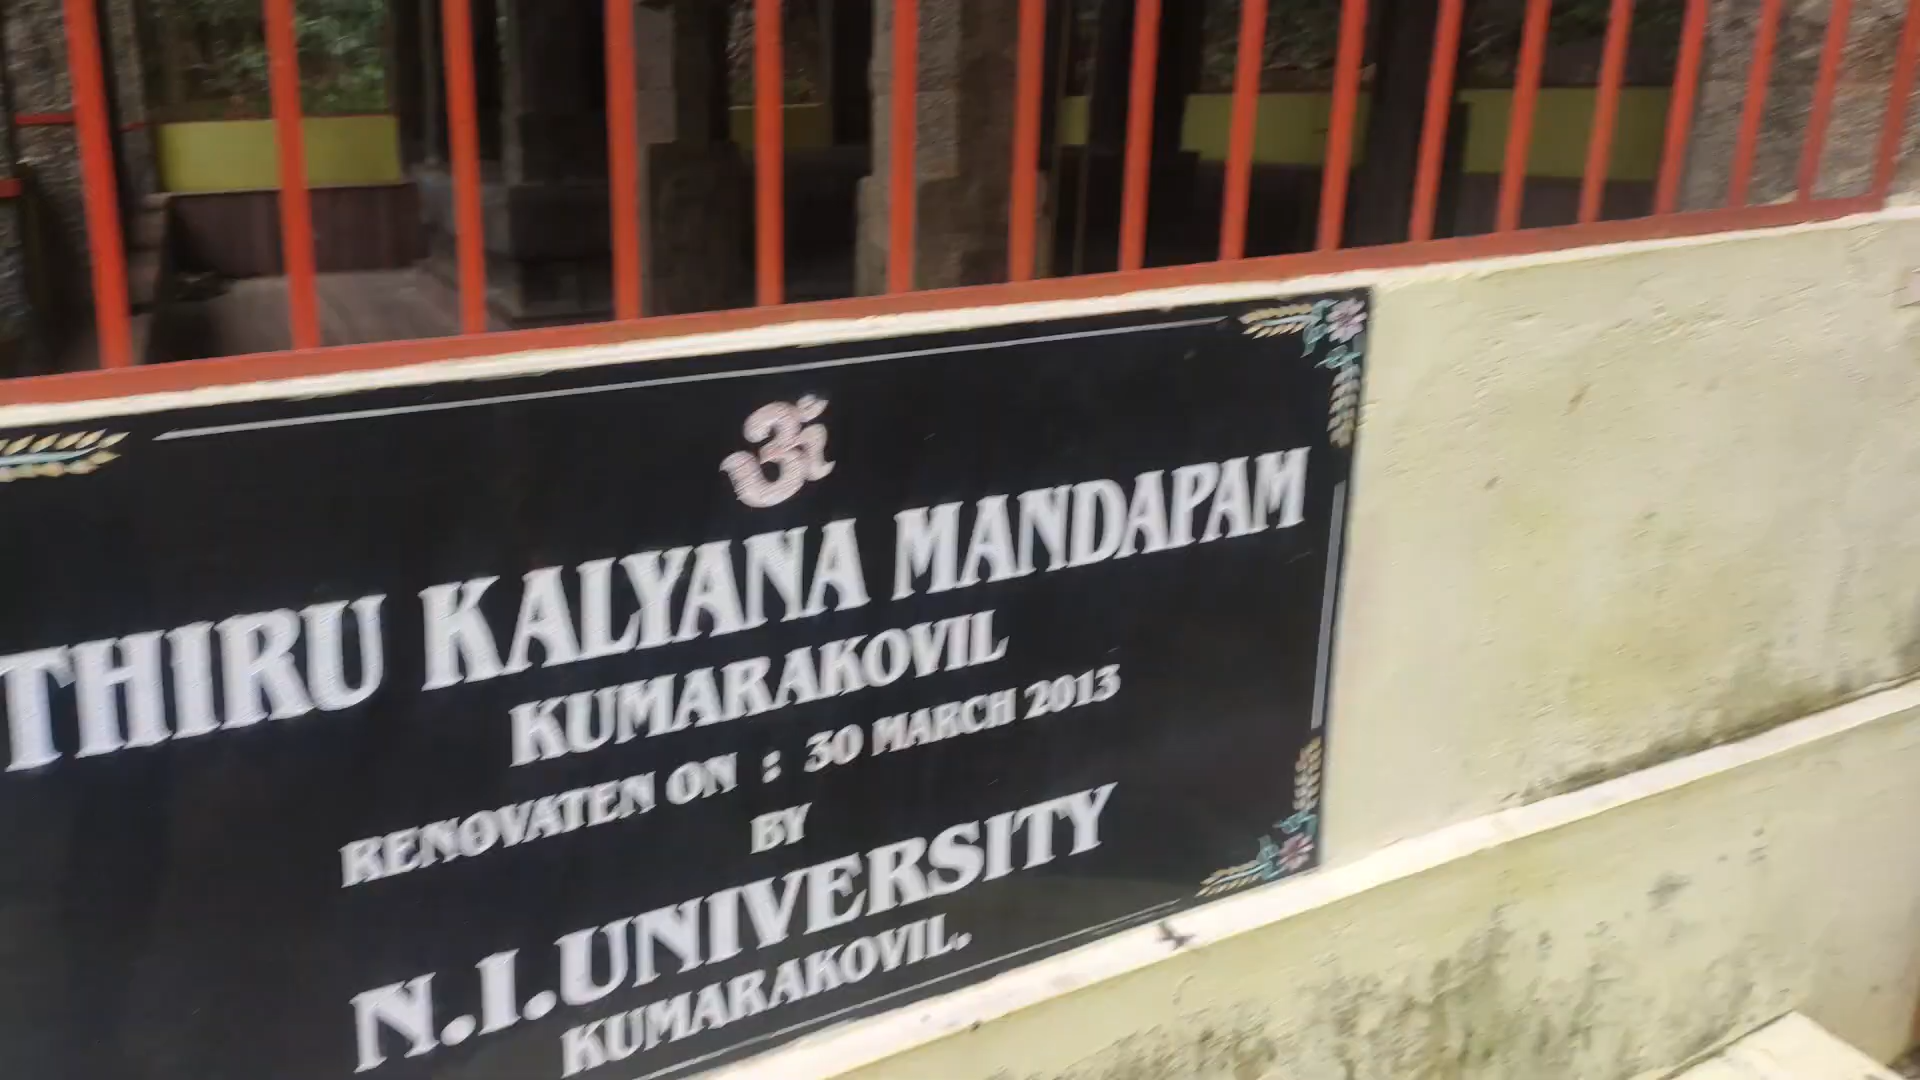 ॐ
THIRU KALYANA MANDAPAM
KUMARAKOVIL
RENOVATEN ON : 30 MARCH 2013
BY
N.I.UNIVERSITY
KUMARAKOVIL.